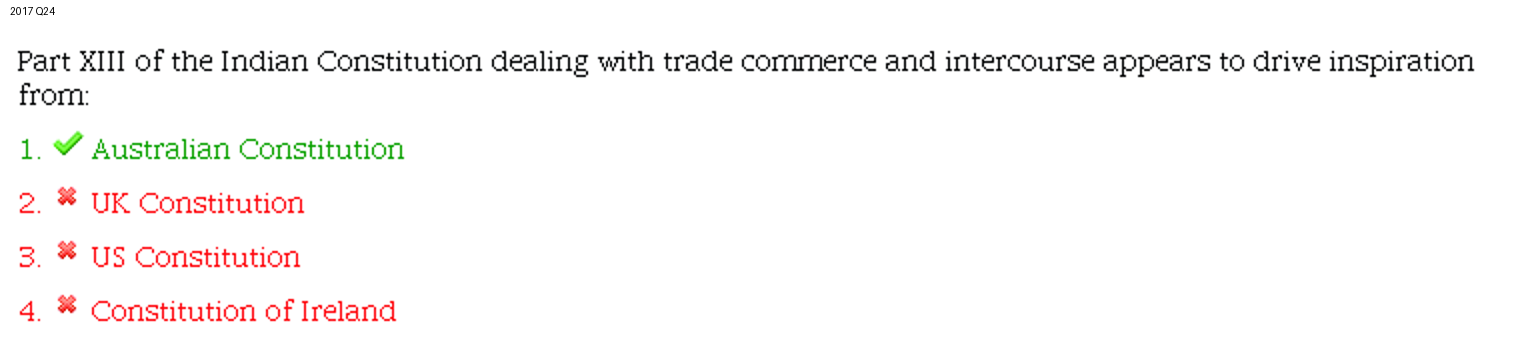 2017 Q24
Part XIII of the Indian Constitution dealing with trade commerce and intercourse appears to drive inspiration
from:
1. Australian Constitution
2. UK Constitution
3. US Constitution
4. Constitution of Ireland